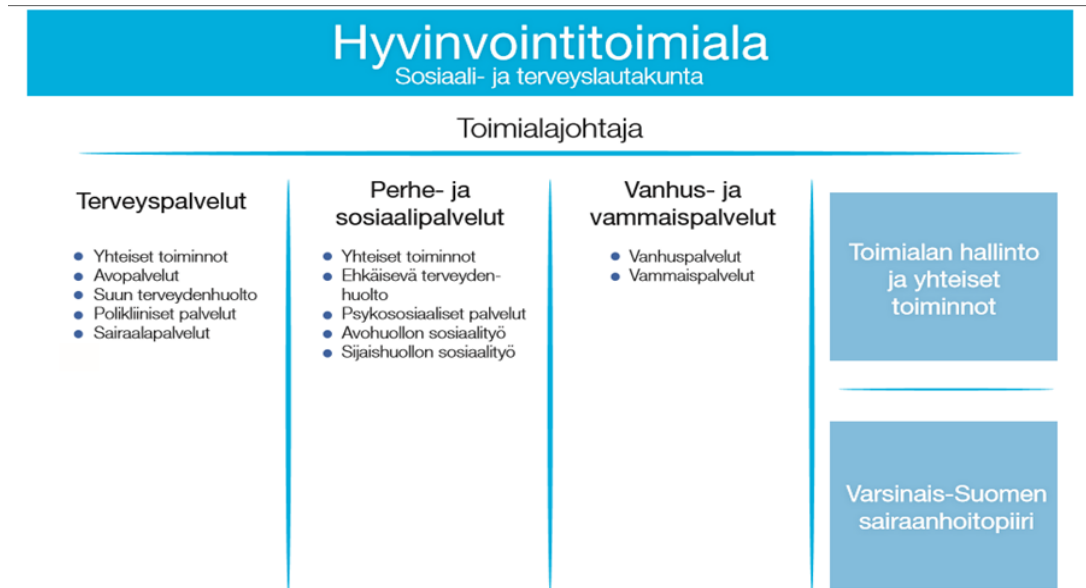 Hyvinvointitoimiala
Sosiaali- ja terveyslautakunta
Toimialajohtaja
Terveyspalvelut
Yhteiset toiminnot
Avopalvelut
Suun terveydenhuolto
Polikliiniset palvelut
Sairaalapalvelut
Perhe- ja
sosiaalipalvelut
Yhteiset toiminnot
Ehkäisevä terveyden-
huolto
Psykososiaaliset palvelut
Avohuollon sosiaalityö
Sijaishuollon sosiaalityö
Vanhus- ja
vammaispalvelut
Vanhuspalvelut
Vammaispalvelut
Toimialan hallinto
ja yhteiset
toiminnot
Varsinais-Suomen
sairaanhoitopiiri